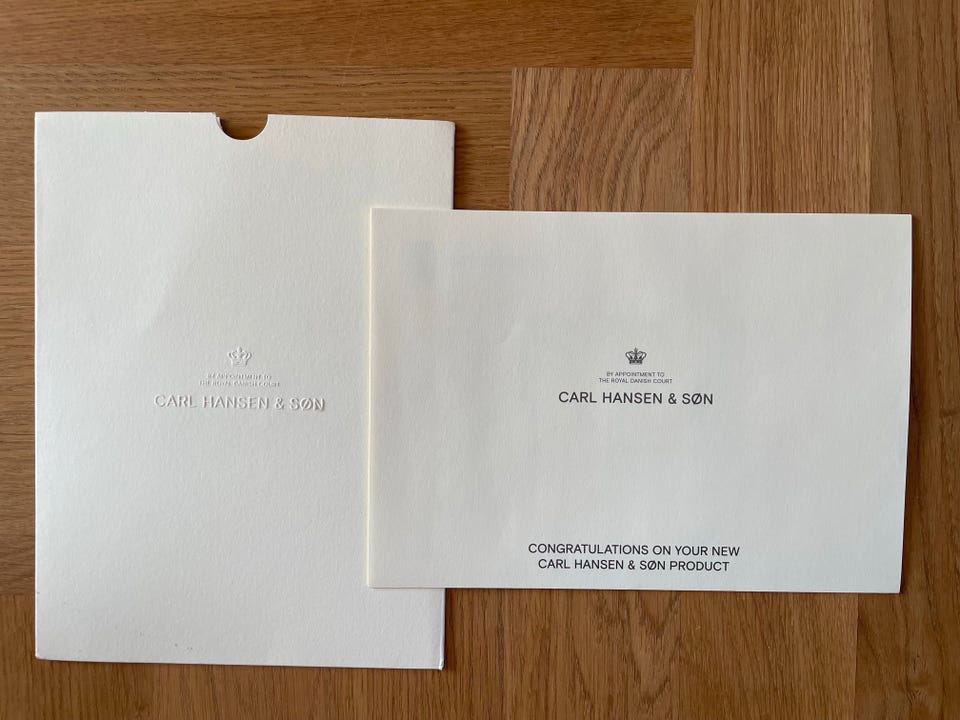 BY APPOINTMENT TO
THE ROYAL DANISH COURT
CARL HANSEN & SØN
BY APPOINTMENT TO
THE ROYAL DANISH COURT
CARL HANSEN & SØN
CONGRATULATIONS ON YOUR NEW
CARL HANSEN & SØN PRODUCT